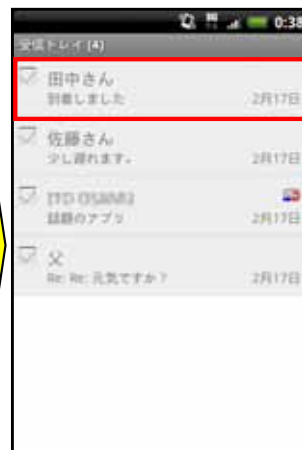 0:38
受信トレイ (4)
田中さん
到着しました
2月17日
佐藤さん
少し遅れます。
2月17日
話題のアプリ
2月17日
父
Re: Re: 元気ですか？
2月17日